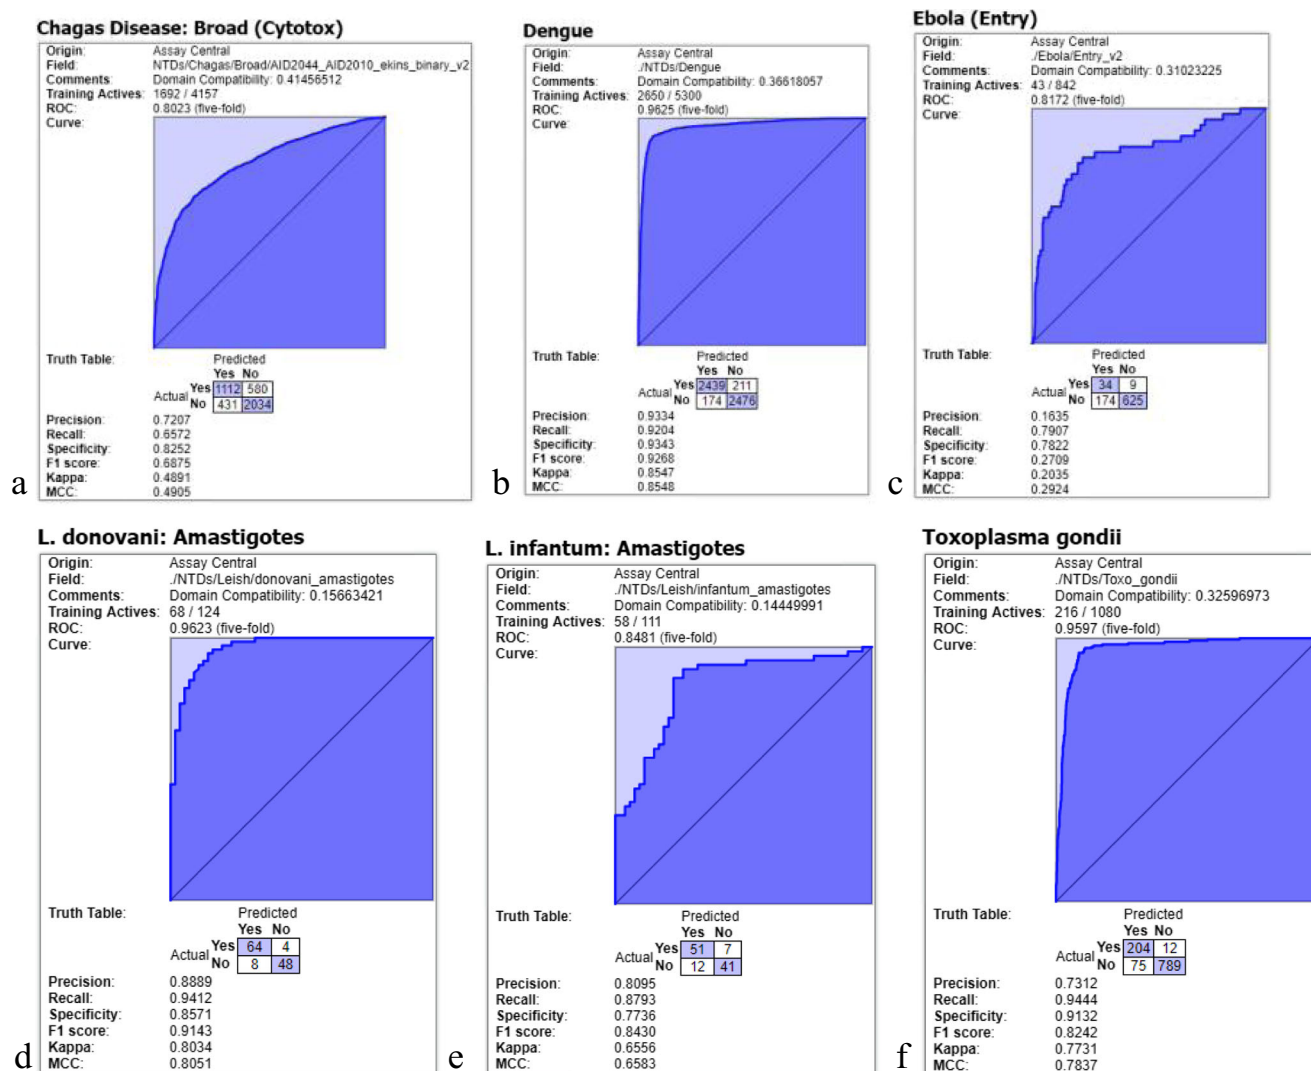 Chagas Disease: Broad (Cytotox)
Origin: Assay Central
Field: NTDs/Chagas/Broad/AID2044_AID2010_ekins_binary_v2
Comments: Domain Compatibility: 0.41456512
Training Actives: 1692 / 4157
ROC: 0.8023 (five-fold)
Curve:
Truth Table: Predicted
Yes No
Actual Yes 1112 580
No 431 2034
Precision: 0.7207
Recall: 0.6572
Specificity: 0.8252
F1 score: 0.6875
Kappa: 0.4891
MCC: 0.4905
a
Dengue
Origin: Assay Central
Field: ./NTDs/Dengue
Comments: Domain Compatibility: 0.36618057
Training Actives: 2650 / 5300
ROC: 0.9625 (five-fold)
Curve:
Truth Table: Predicted
Yes No
Actual Yes 2439 211
No 174 2476
Precision: 0.9334
Recall: 0.9204
Specificity: 0.9343
F1 score: 0.9268
Kappa: 0.8547
MCC: 0.8548
b
Ebola (Entry)
Origin: Assay Central
Field: ./Ebola/Entry_v2
Comments: Domain Compatibility: 0.31023225
Training Actives: 43 / 842
ROC: 0.8172 (five-fold)
Curve:
Truth Table: Predicted
Yes No
Actual Yes 34 9
No 174 625
Precision: 0.1635
Recall: 0.7907
Specificity: 0.7822
F1 score: 0.2709
Kappa: 0.2035
MCC: 0.2924
c
L. donovani: Amastigotes
Origin: Assay Central
Field: ./NTDs/Leish/donovani_amastigotes
Comments: Domain Compatibility: 0.15663421
Training Actives: 68 / 124
ROC: 0.9623 (five-fold)
Curve:
Truth Table: Predicted
Yes No
Actual Yes 64 4
No 8 48
Precision: 0.8889
Recall: 0.9412
Specificity: 0.8571
F1 score: 0.9143
Kappa: 0.8034
MCC: 0.8051
d
L. infantum: Amastigotes
Origin: Assay Central
Field: ./NTDs/Leish/infantum_amastigotes
Comments: Domain Compatibility: 0.14449991
Training Actives: 58 / 111
ROC: 0.8481 (five-fold)
Curve:
Truth Table: Predicted
Yes No
Actual Yes 51 7
No 12 41
Precision: 0.8095
Recall: 0.8793
Specificity: 0.7736
F1 score: 0.8430
Kappa: 0.6556
MCC: 0.6583
e
Toxoplasma gondii
Origin: Assay Central
Field: ./NTDs/Toxo_gondii
Comments: Domain Compatibility: 0.32596973
Training Actives: 216 / 1080
ROC: 0.9597 (five-fold)
Curve:
Truth Table: Predicted
Yes No
Actual Yes 204 12
No 75 789
Precision: 0.7312
Recall: 0.9444
Specificity: 0.9132
F1 score: 0.8242
Kappa: 0.7731
MCC: 0.7837
f